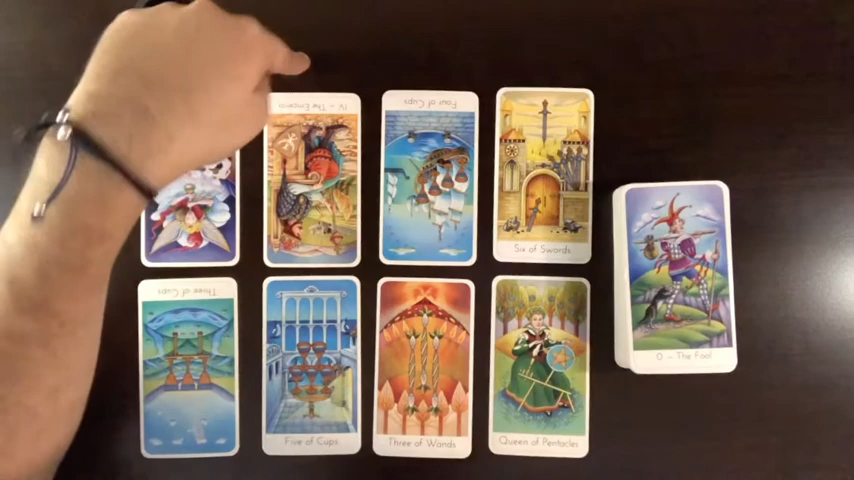 IV – The Emperor
Four of Cups
Six of Swords
0 – The Fool
Three of Cups
Five of Cups
Three of Wands
Queen of Pentacles